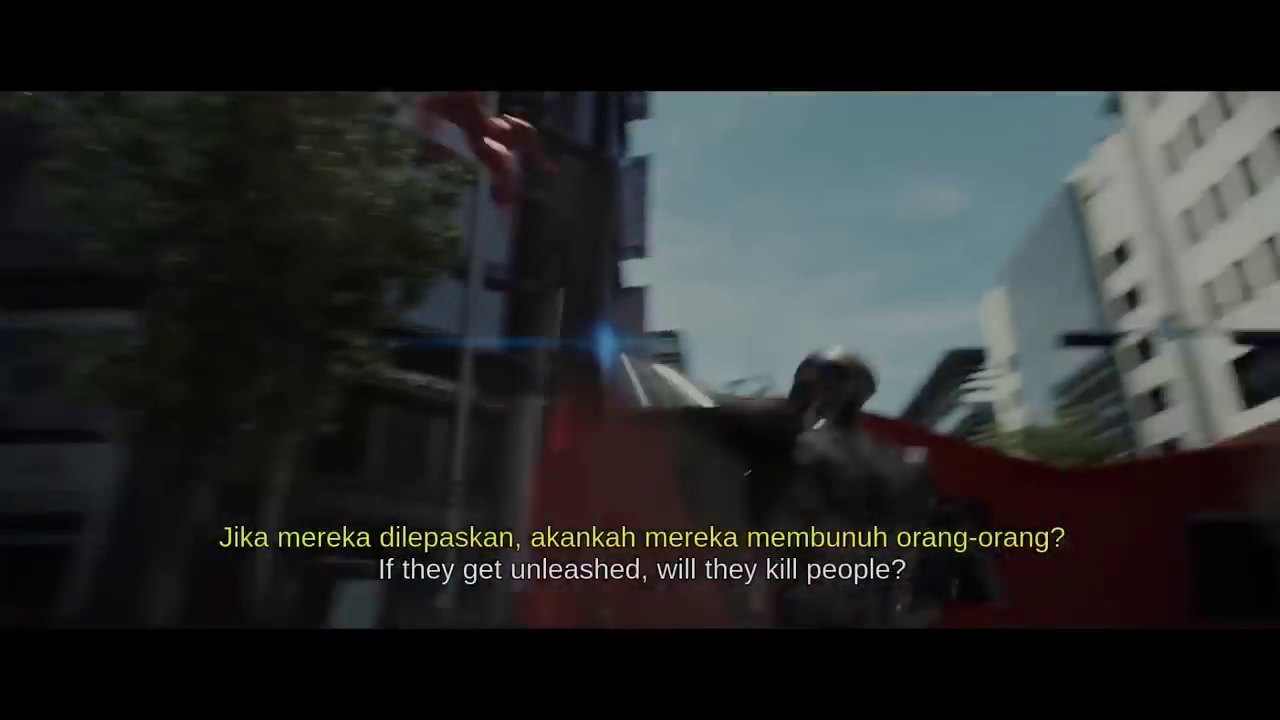 Jika mereka dilepaskan, akankah mereka membunuh orang-orang?
If they get unleashed, will they kill people?